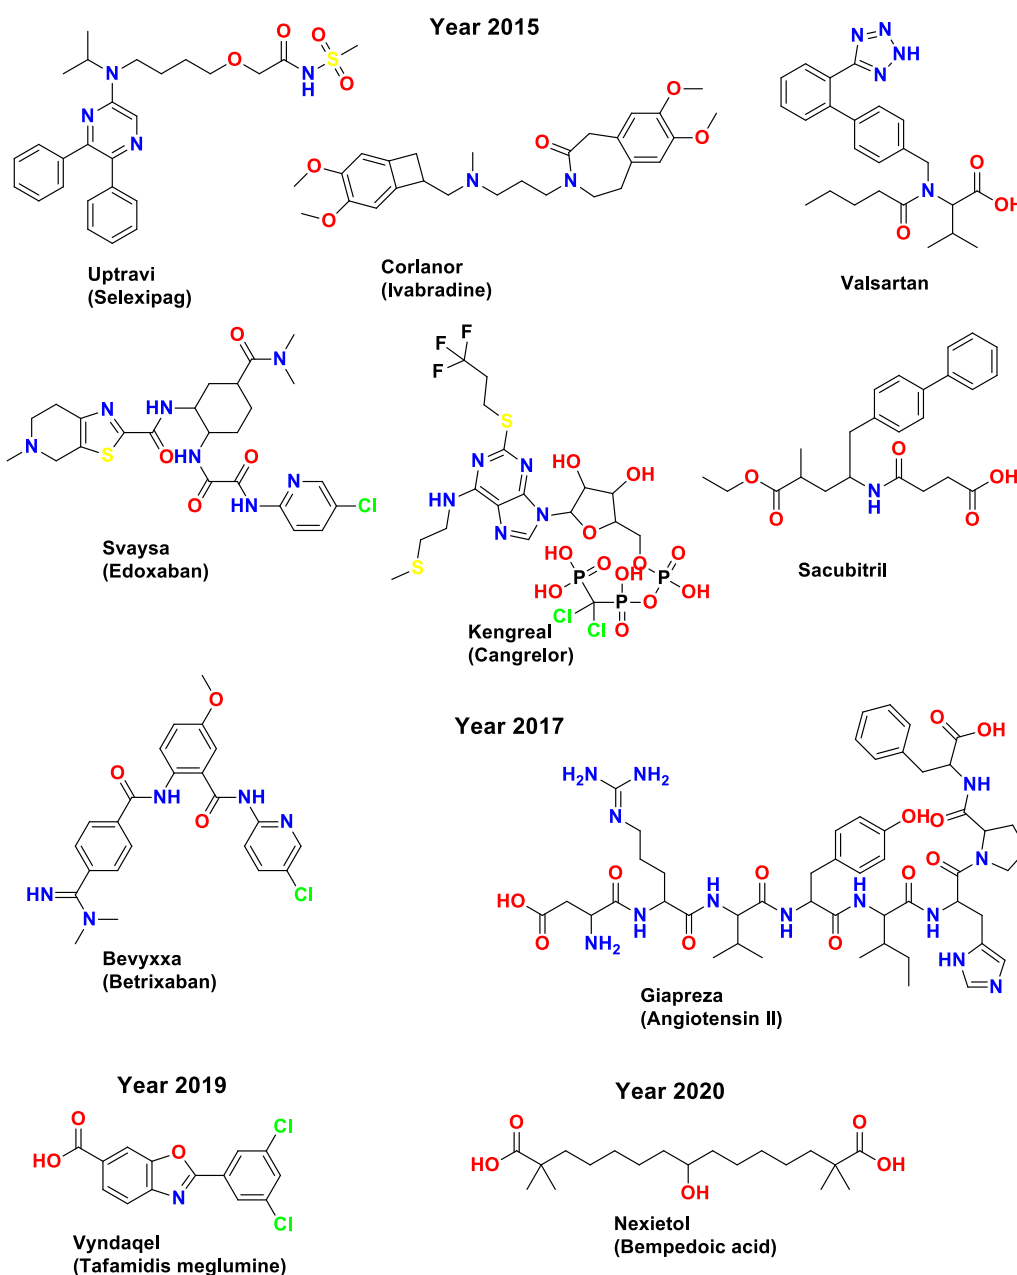 Year 2015
Uptravi
(Selexipag)
Corlanor
(Ivabradine)
Valsartan
Svaysa
(Edoxaban)
Kengreal
(Cangrelor)
Sacubitril
Bevyxxa
(Betrixaban)
Year 2017
Giapreza
(Angiotensin II)
Year 2019
Vyndaqel
(Tafamidis meglumine)
Year 2020
Nexietol
(Bempedoic acid)